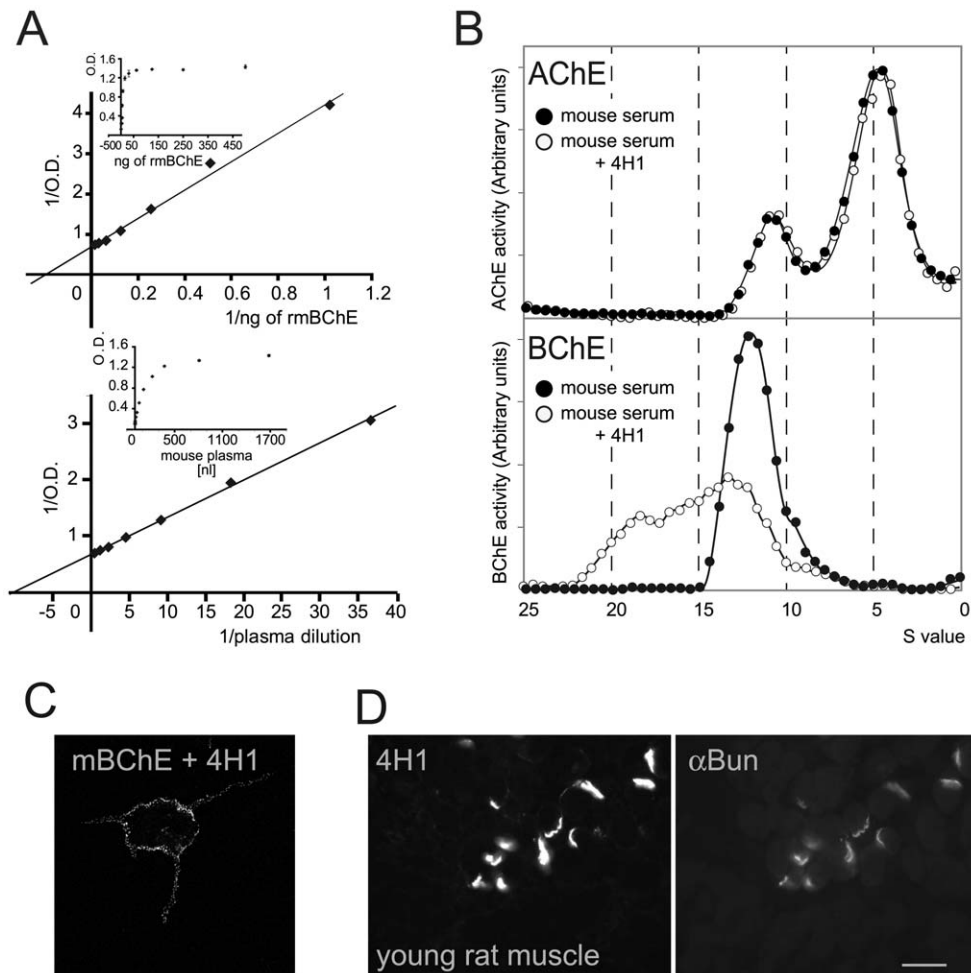 A
O.D.
1.6
1.2
0.8
0.4
-50 0 50 150 250 350 450
ng of rmBChE
4
3
2
1
1/O.D.
0 0.2 0.4 0.6 0.8 1 1.2
1/ng of rmBChE
O.D.
1.6
1.2
0.8
0.4
0 500 1100 1700
mouse plasma
[nl]
3
2
1
1/O.D.
-5 0 5 10 15 20 25 30 35 40
1/plasma dilution
B
AChE
mouse serum
mouse serum
+ 4H1
AChE activity (Arbitrary units)
BChE
mouse serum
mouse serum
+ 4H1
BChE activity (Arbitrary units)
25 20 15 10 5 0
S value
C
mBChE + 4H1
D
4H1
young rat muscle
αBun